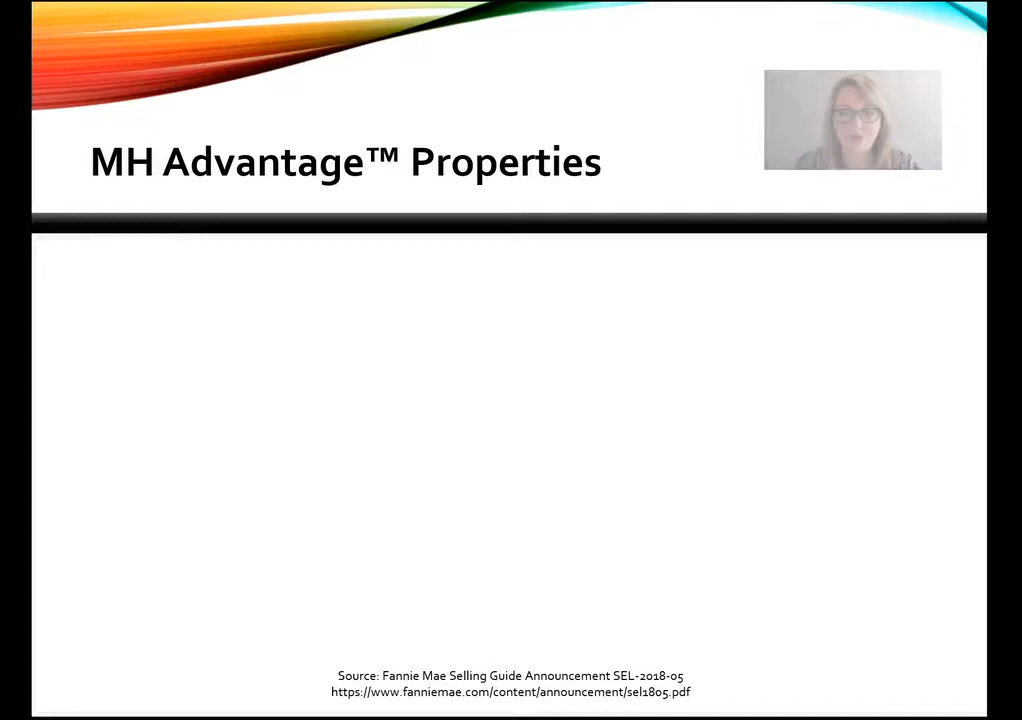 MH Advantage™ Properties
Source: Fannie Mae Selling Guide Announcement SEL-2018-05
https://www.fanniemae.com/content/announcement/sel1805.pdf